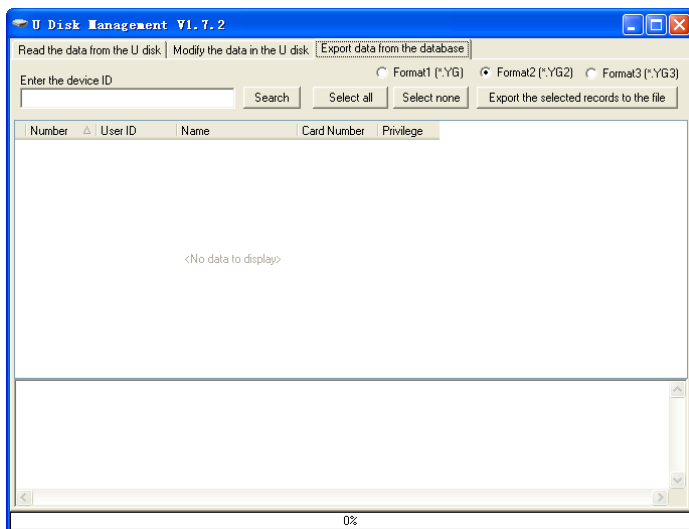 U Disk Management V1.7.2
Read the data from the U disk Modify the data in the U disk Export data from the database
Format1 (*.YG) Format2 (*.YG2) Format3 (*.YG3)
Enter the device ID
Search Select all Select none Export the selected records to the file
Number User ID Name Card Number Privilege
<No data to display>
0%